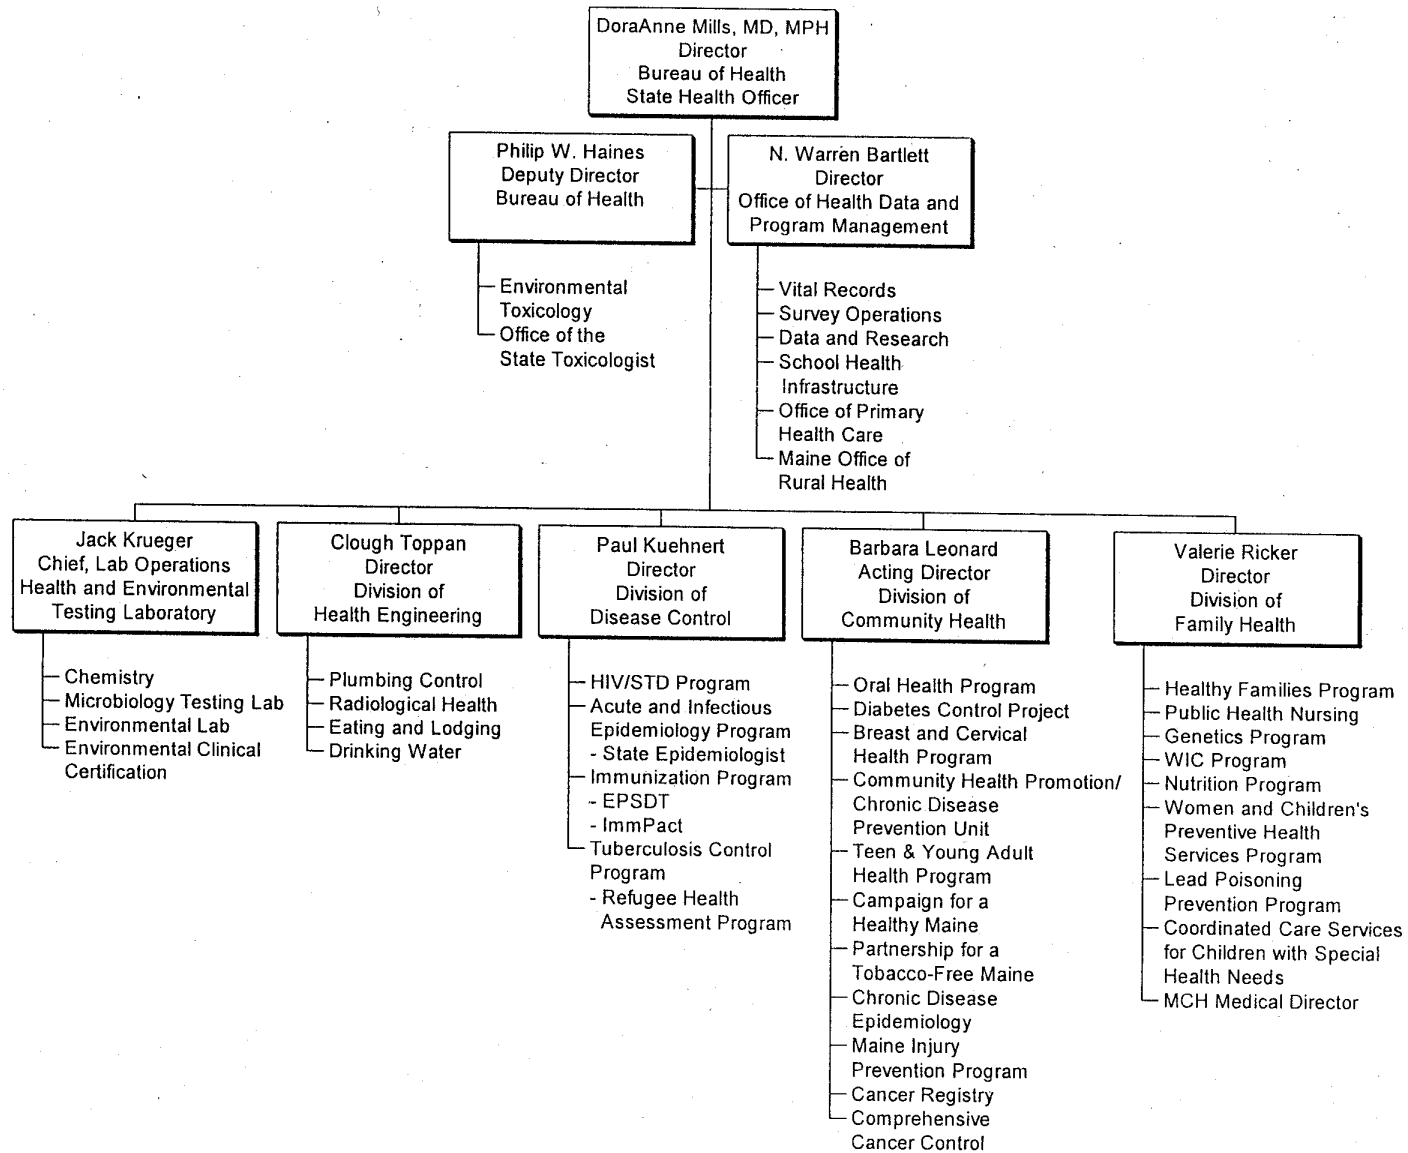 DoraAnne Mills, MD, MPH
Director
Bureau of Health
State Health Officer
Philip W. Haines
Deputy Director
Bureau of Health
N. Warren Bartlett
Director
Office of Health Data and
Program Management
Environmental
Toxicology
Office of the
State Toxicologist
Vital Records
Survey Operations
Data and Research
School Health
Infrastructure
Office of Primary
Health Care
Maine Office of
Rural Health
Jack Krueger
Chief, Lab Operations
Health and Environmental
Testing Laboratory
Chemistry
Microbiology Testing Lab
Environmental Lab
Environmental Clinical
Certification
Clough Toppan
Director
Division of
Health Engineering
Plumbing Control
Radiological Health
Eating and Lodging
Drinking Water
Paul Kuehnert
Director
Division of
Disease Control
HIV/STD Program
Acute and Infectious
Epidemiology Program
- State Epidemiologist
Immunization Program
- EPSDT
- ImmPact
Tuberculosis Control
Program
- Refugee Health
Assessment Program
Barbara Leonard
Acting Director
Division of
Community Health
Oral Health Program
Diabetes Control Project
Breast and Cervical
Health Program
Community Health Promotion/
Chronic Disease
Prevention Unit
Teen & Young Adult
Health Program
Campaign for a
Healthy Maine
Partnership for a
Tobacco-Free Maine
Chronic Disease
Epidemiology
Maine Injury
Prevention Program
Cancer Registry
Comprehensive
Cancer Control
Valerie Ricker
Director
Division of
Family Health
Healthy Families Program
Public Health Nursing
Genetics Program
WIC Program
Nutrition Program
Women and Children's
Preventive Health
Services Program
Lead Poisoning
Prevention Program
Coordinated Care Services
for Children with Special
Health Needs
MCH Medical Director